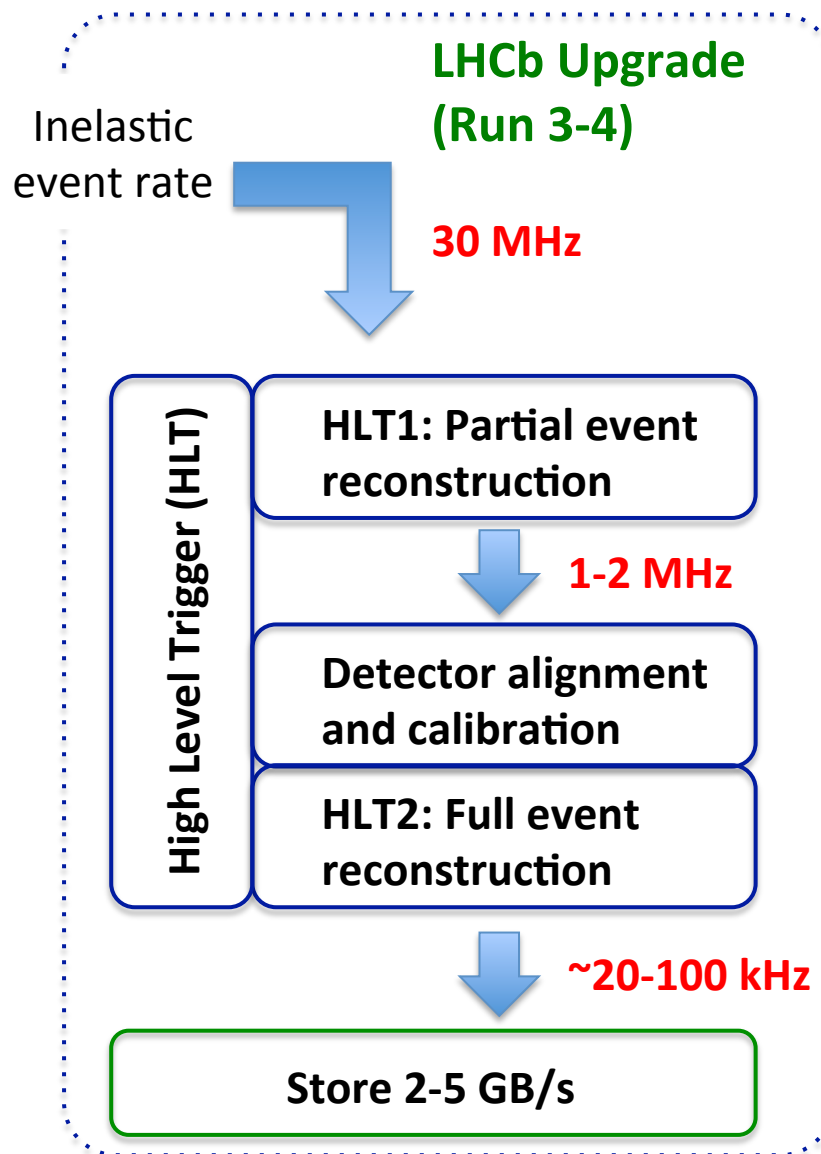 LHCb Upgrade
(Run 3-4)
Inelastic
event rate
30 MHz
High Level Trigger (HLT)
HLT1: Partial event
reconstruction
1-2 MHz
Detector alignment
and calibration
HLT2: Full event
reconstruction
~20-100 kHz
Store 2-5 GB/s